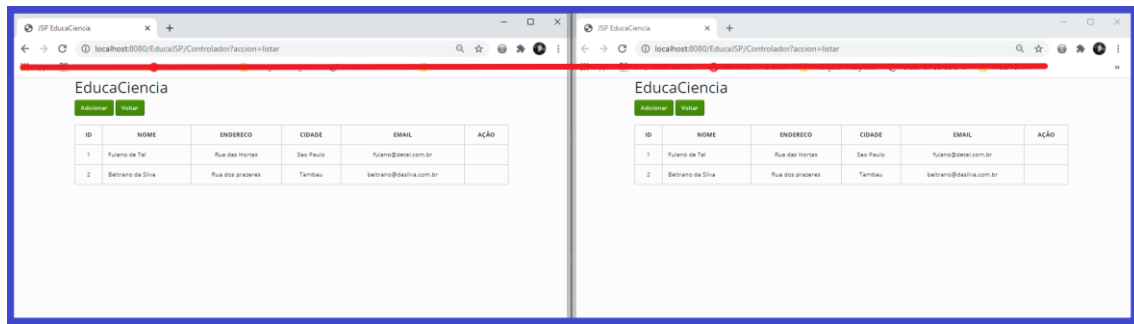 JSP EducaCiencia
localhost:8080/EducaJSP/Controlador?accion=listar
EducaCiencia
Adicionar Voltar
ID NOME ENDERECO CIDADE EMAIL AÇÃO
1 Fulano de Tal Rua das Hortas Sao Paulo fulano@detal.com.br
2 Beltrano da Silva Rua dos prazeres Tambau beltrano@dasilva.com.br
JSP EducaCiencia
localhost:8080/EducaJSP/Controlador?accion=listar
EducaCiencia
Adicionar Voltar
ID NOME ENDERECO CIDADE EMAIL AÇÃO
1 Fulano de Tal Rua das Hortas Sao Paulo fulano@detal.com.br
2 Beltrano da Silva Rua dos prazeres Tambau beltrano@dasilva.com.br